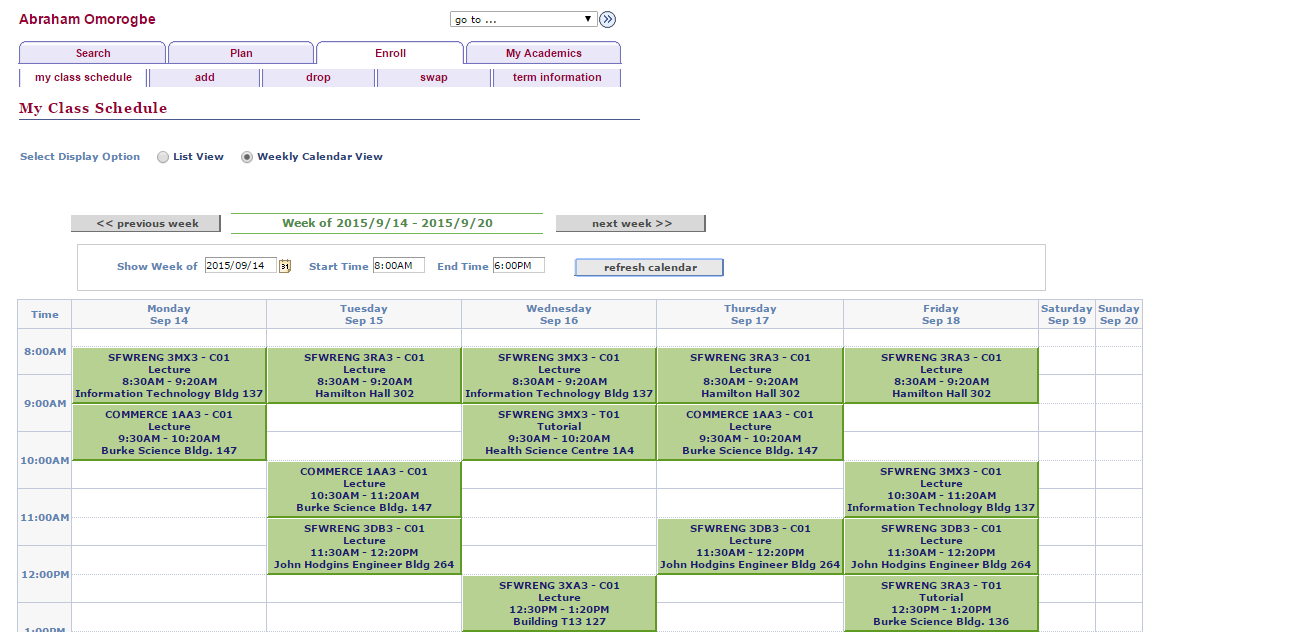 Abraham Omorogbe
go to ...
Search Plan Enroll My Academics
my class schedule add drop swap term information
My Class Schedule
Select Display Option List View Weekly Calendar View
<< previous week Week of 2015/9/14 - 2015/9/20 next week >>
Show Week of 2015/09/14 31 Start Time 8:00AM End Time 6:00PM refresh calendar
Time
Monday
Sep 14
Tuesday
Sep 15
Wednesday
Sep 16
Thursday
Sep 17
Friday
Sep 18
Saturday
Sep 19
Sunday
Sep 20
8:00AM
SFWRENG 3MX3 - C01
Lecture
8:30AM - 9:20AM
Information Technology Bldg 137
SFWRENG 3RA3 - C01
Lecture
8:30AM - 9:20AM
Hamilton Hall 302
SFWRENG 3MX3 - C01
Lecture
8:30AM - 9:20AM
Information Technology Bldg 137
SFWRENG 3RA3 - C01
Lecture
8:30AM - 9:20AM
Hamilton Hall 302
SFWRENG 3RA3 - C01
Lecture
8:30AM - 9:20AM
Hamilton Hall 302
9:00AM
COMMERCE 1AA3 - C01
Lecture
9:30AM - 10:20AM
Burke Science Bldg. 147
SFWRENG 3MX3 - T01
Tutorial
9:30AM - 10:20AM
Health Science Centre 1A4
COMMERCE 1AA3 - C01
Lecture
9:30AM - 10:20AM
Burke Science Bldg. 147
10:00AM
COMMERCE 1AA3 - C01
Lecture
10:30AM - 11:20AM
Burke Science Bldg. 147
SFWRENG 3MX3 - C01
Lecture
10:30AM - 11:20AM
Information Technology Bldg 137
11:00AM
SFWRENG 3DB3 - C01
Lecture
11:30AM - 12:20PM
John Hodgins Engineer Bldg 264
SFWRENG 3DB3 - C01
Lecture
11:30AM - 12:20PM
John Hodgins Engineer Bldg 264
SFWRENG 3DB3 - C01
Lecture
11:30AM - 12:20PM
John Hodgins Engineer Bldg 264
12:00PM
SFWRENG 3XA3 - C01
Lecture
12:30PM - 1:20PM
Building T13 127
SFWRENG 3RA3 - T01
Tutorial
12:30PM - 1:20PM
Burke Science Bldg. 136
1:00PM